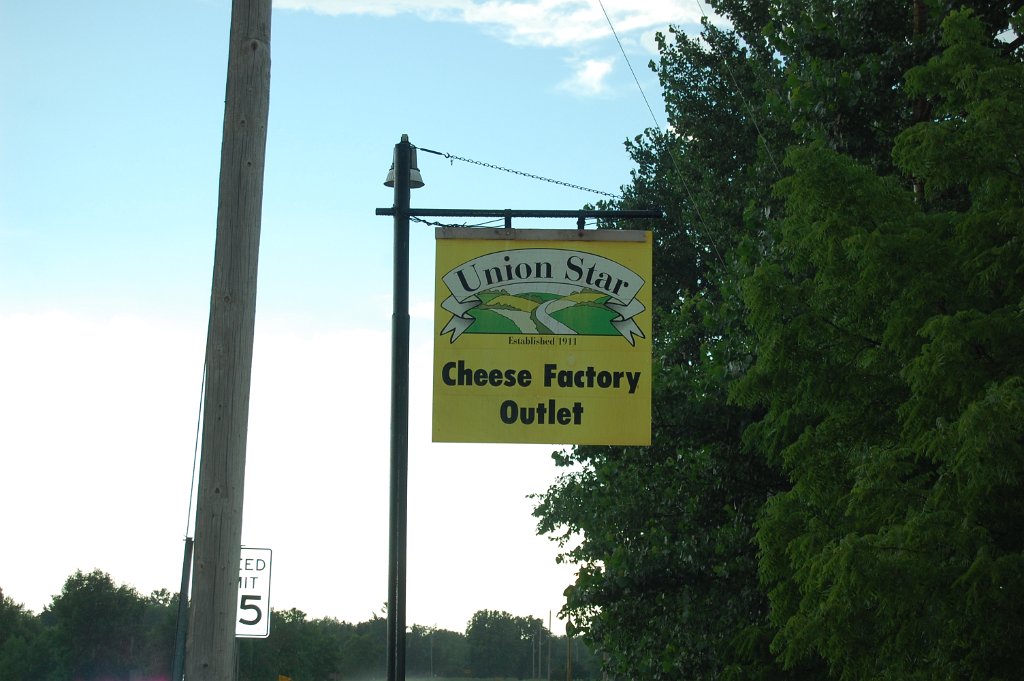 Union Star
Established 1911
Cheese Factory
Outlet
EED
MIT
5